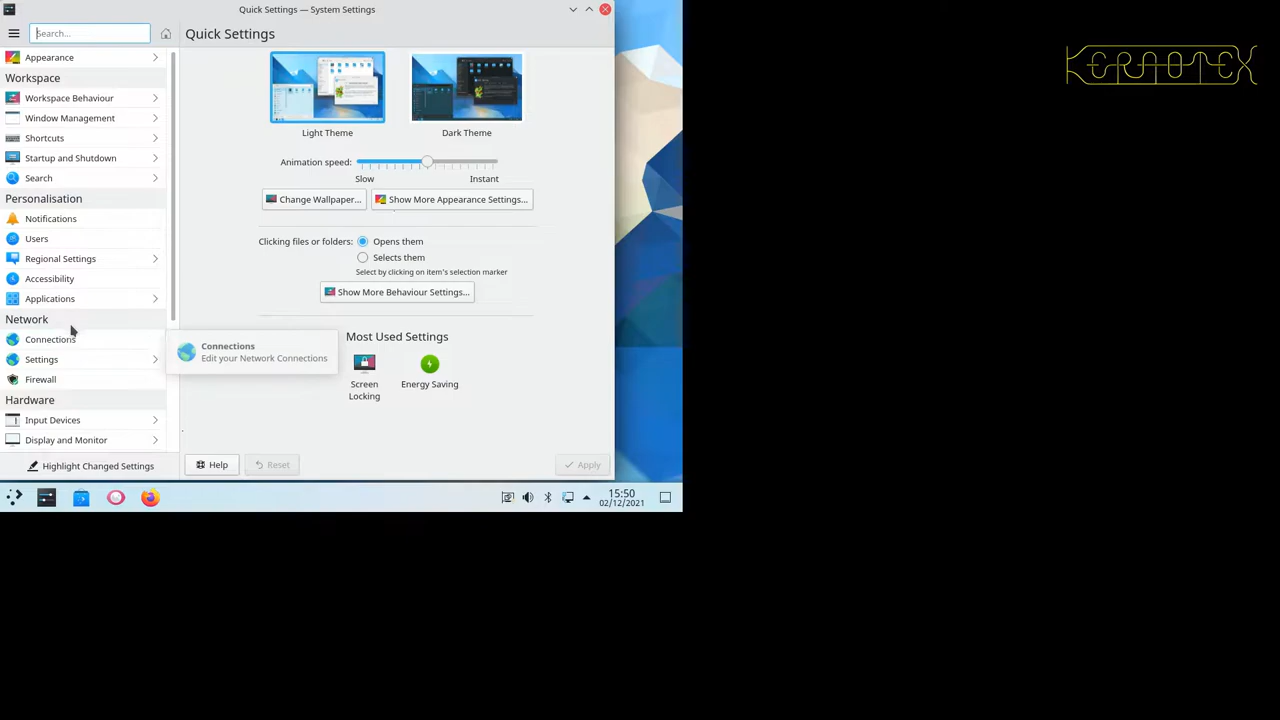 Quick Settings — System Settings
Search...
Quick Settings
Appearance
Workspace
Workspace Behaviour
Window Management
Shortcuts
Startup and Shutdown
Search
Personalisation
Notifications
Users
Regional Settings
Accessibility
Applications
Network
Connections
Settings
Firewall
Hardware
Input Devices
Display and Monitor
Highlight Changed Settings
Light Theme
Dark Theme
Animation speed:
Slow
Instant
Change Wallpaper...
Show More Appearance Settings...
Clicking files or folders:
Opens them
Selects them
Select by clicking on item's selection marker
Show More Behaviour Settings...
Connections
Edit your Network Connections
Most Used Settings
Screen
Locking
Energy Saving
Help
Reset
Apply
15:50
02/12/2021